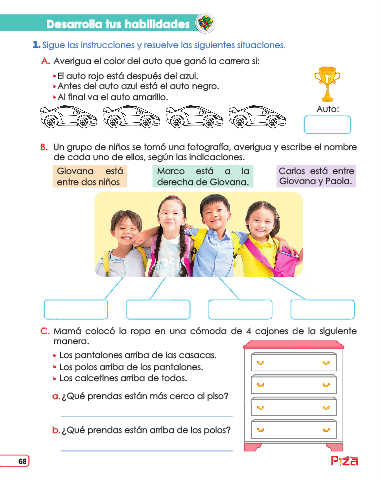 Desarrolla tus habilidades
1. Sigue las instrucciones y resuelve las siguientes situaciones.
A. Averigua el color del auto que ganó la carrera si:
• El auto rojo está después del azul.
• Antes del auto azul está el auto negro.
• Al final va el auto amarillo.
Auto:
B. Un grupo de niños se tomó una fotografía, averigua y escribe el nombre
de cada uno de ellos, según las indicaciones.
Giovana está
entre dos niños
Marco está a la
derecha de Giovana.
Carlos está entre
Giovana y Paola.
C. Mamá colocó la ropa en una cómoda de 4 cajones de la siguiente
manera.
• Los pantalones arriba de las casacas.
• Los polos arriba de los pantalones.
• Los calcetines arriba de todos.
a. ¿Qué prendas están más cerca al piso?
b. ¿Qué prendas están arriba de los polos?
68
Pizza